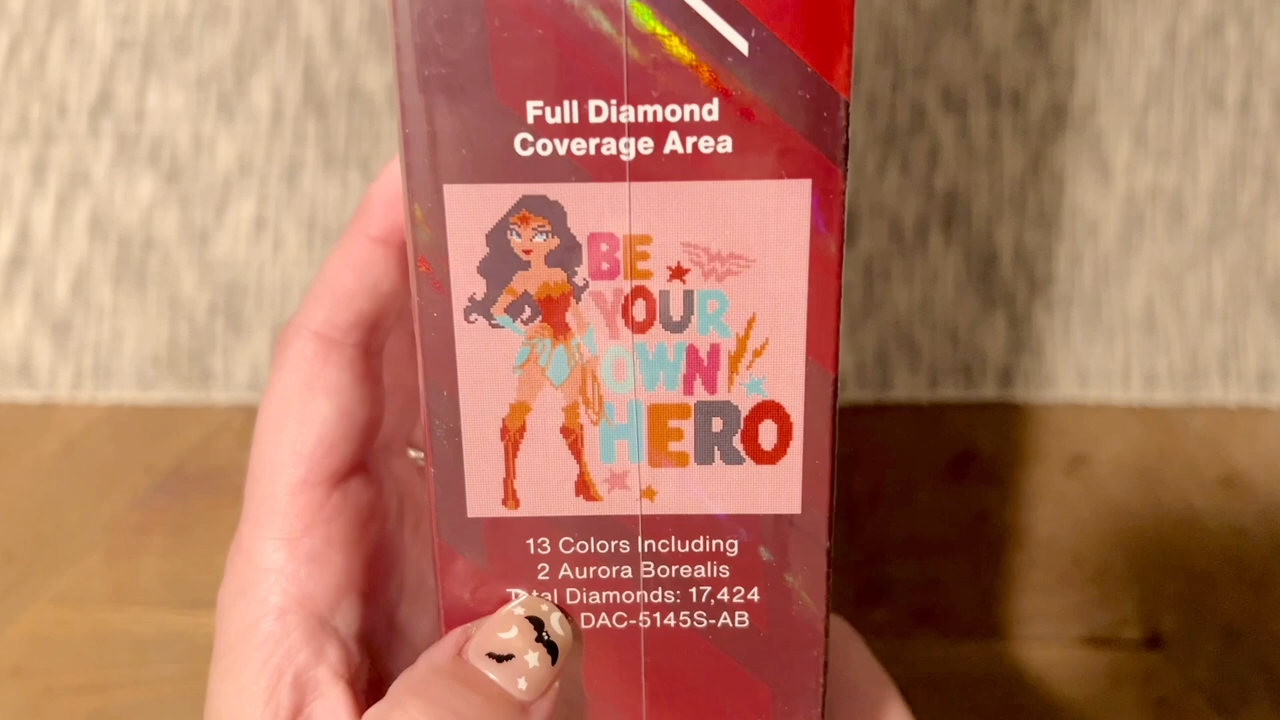 Full Diamond
Coverage Area
BE
YOUR
OWN
HERO
13 Colors Including
2 Aurora Borealis
Total Diamonds: 17,424
DAC-5145S-AB